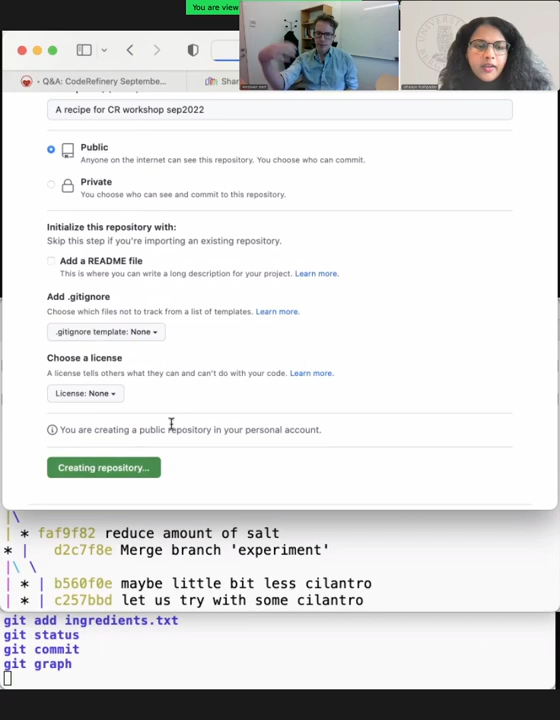 You are view
Q&A: CodeRefinery Septembe...
Shar
A recipe for CR workshop sep2022
Public
Anyone on the internet can see this repository. You choose who can commit.
Private
You choose who can see and commit to this repository.
Initialize this repository with:
Skip this step if you're importing an existing repository.
Add a README file
This is where you can write a long description for your project. Learn more.
Add .gitignore
Choose which files not to track from a list of templates. Learn more.
.gitignore template: None
Choose a license
A license tells others what they can and can't do with your code. Learn more.
License: None
You are creating a public repository in your personal account.
Creating repository...
|\
| * faf9f82 reduce amount of salt
* | d2c7f8e Merge branch 'experiment'
|\ \
| * | b560f0e maybe little bit less cilantro
| * | c257bbd let us try with some cilantro
git add ingredients.txt
git status
git commit
git graph